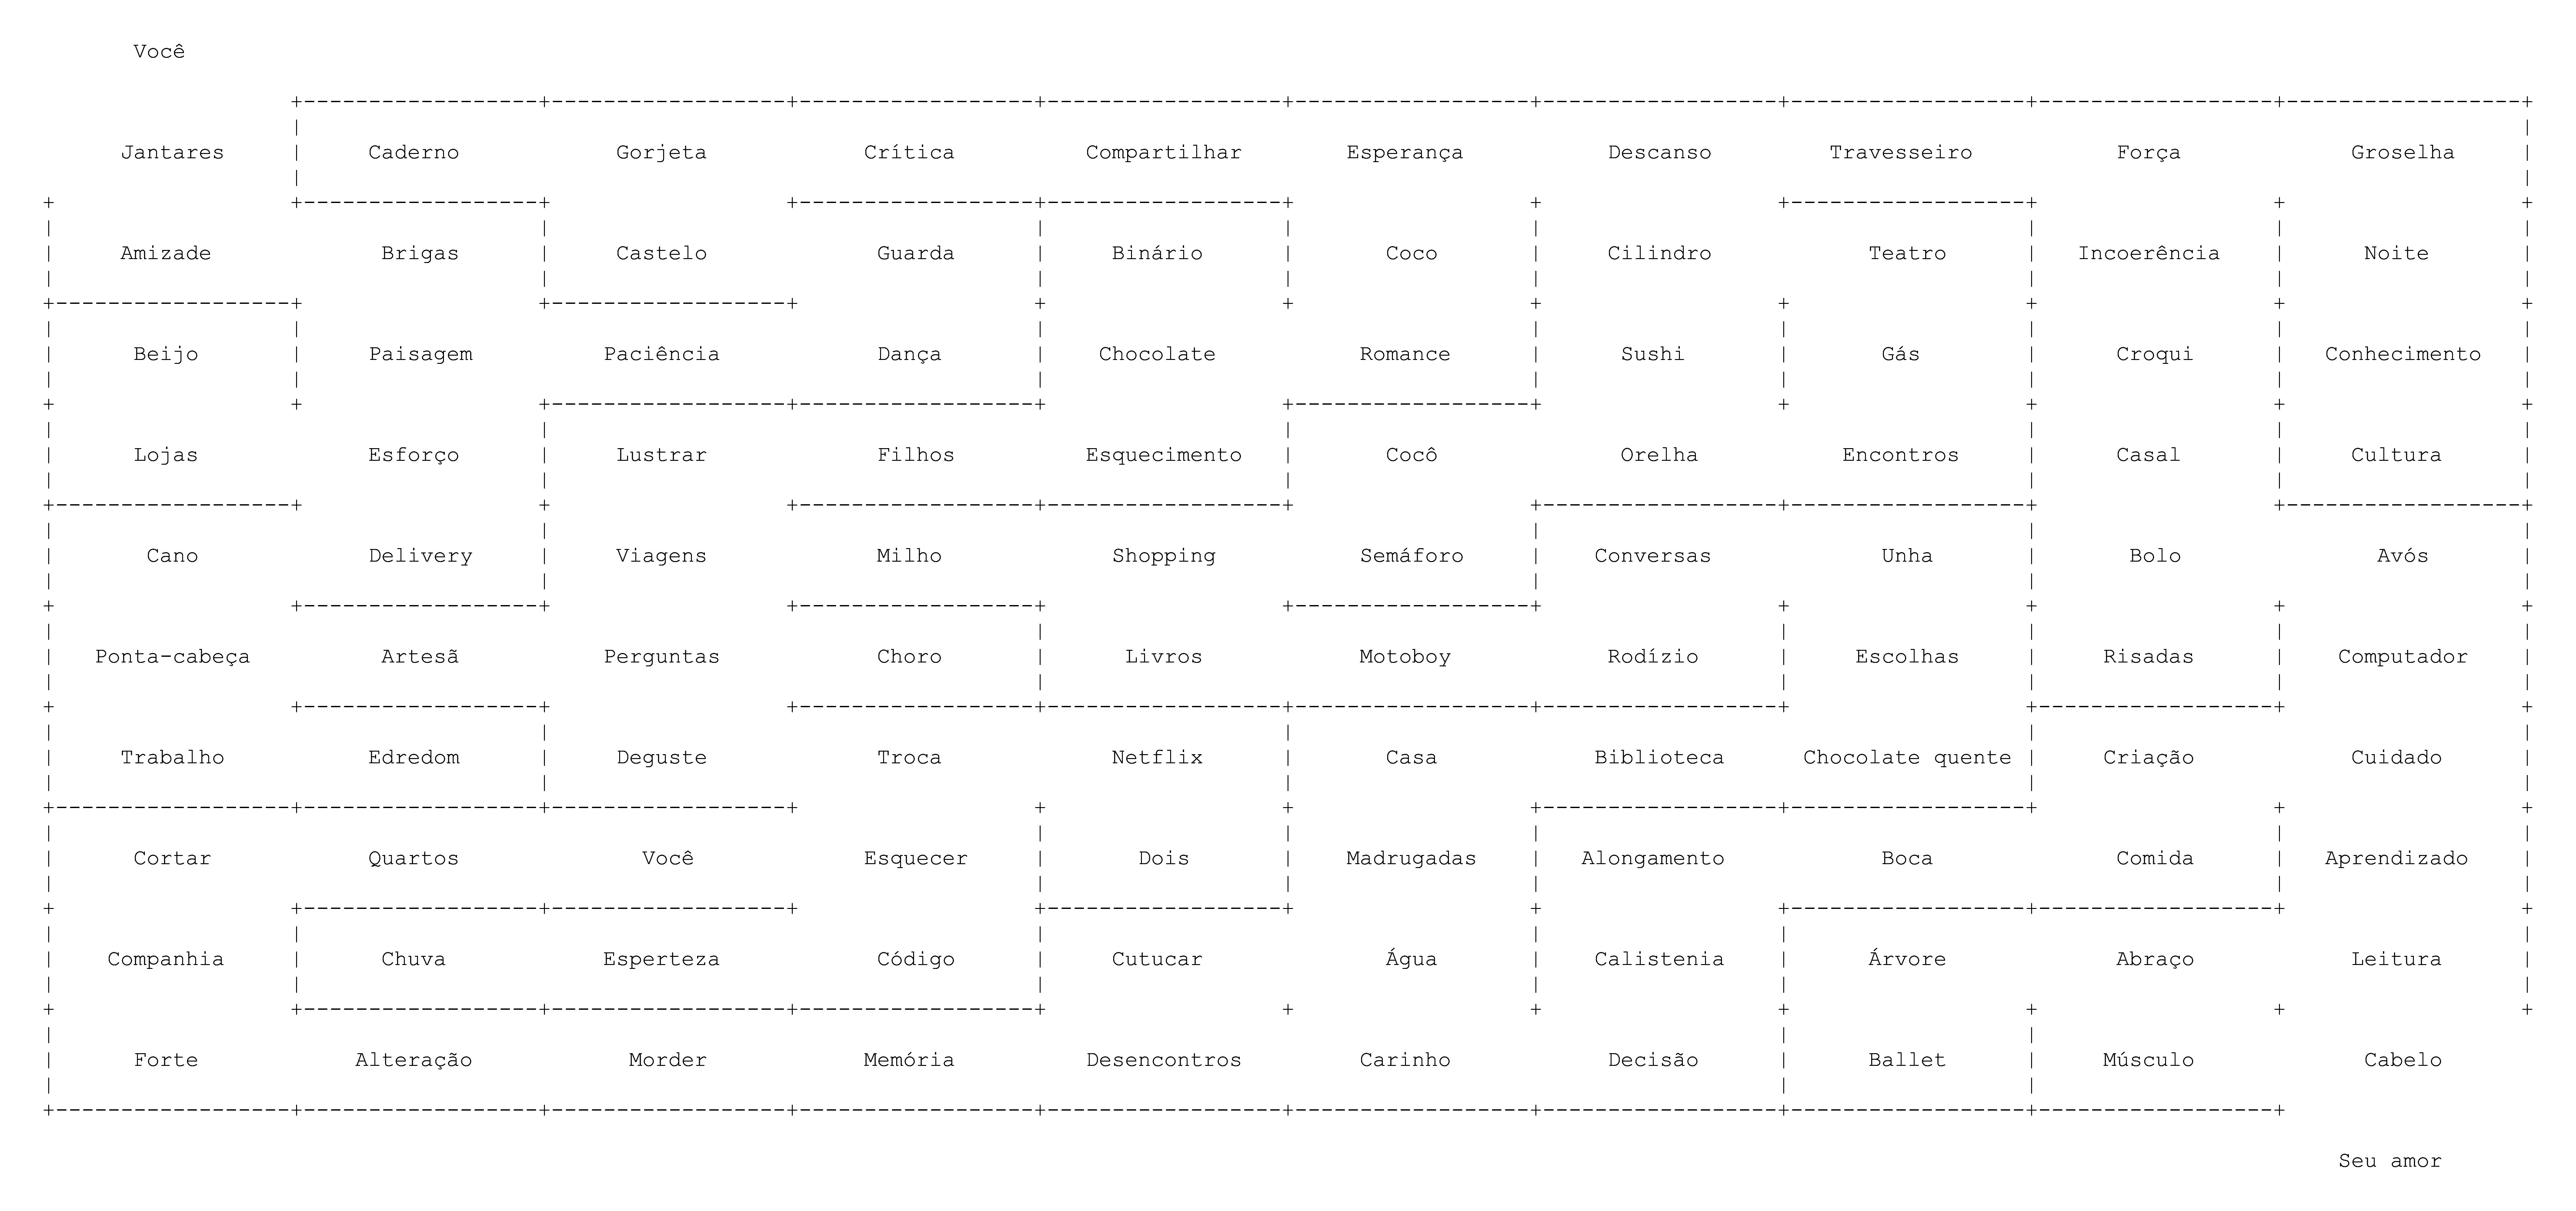 Você
Jantares Caderno Gorjeta Crítica Compartilhar Esperança Descanso Travesseiro Força Groselha
Amizade Brigas Castelo Guarda Binário Coco Cilindro Teatro Incoerência Noite
Beijo Paisagem Paciência Dança Chocolate Romance Sushi Gás Croqui Conhecimento
Lojas Esforço Lustrar Filhos Esquecimento Cocô Orelha Encontros Casal Cultura
Cano Delivery Viagens Milho Shopping Semáforo Conversas Unha Bolo Avós
Ponta-cabeça Artesã Perguntas Choro Livros Motoboy Rodízio Escolhas Risadas Computador
Trabalho Edredom Deguste Troca Netflix Casa Biblioteca Chocolate quente Criação Cuidado
Cortar Quartos Você Esquecer Dois Madrugadas Alongamento Boca Comida Aprendizado
Companhia Chuva Esperteza Código Cutucar Água Calistenia Árvore Abraço Leitura
Forte Alteração Morder Memória Desencontros Carinho Decisão Ballet Músculo Cabelo
Seu amor